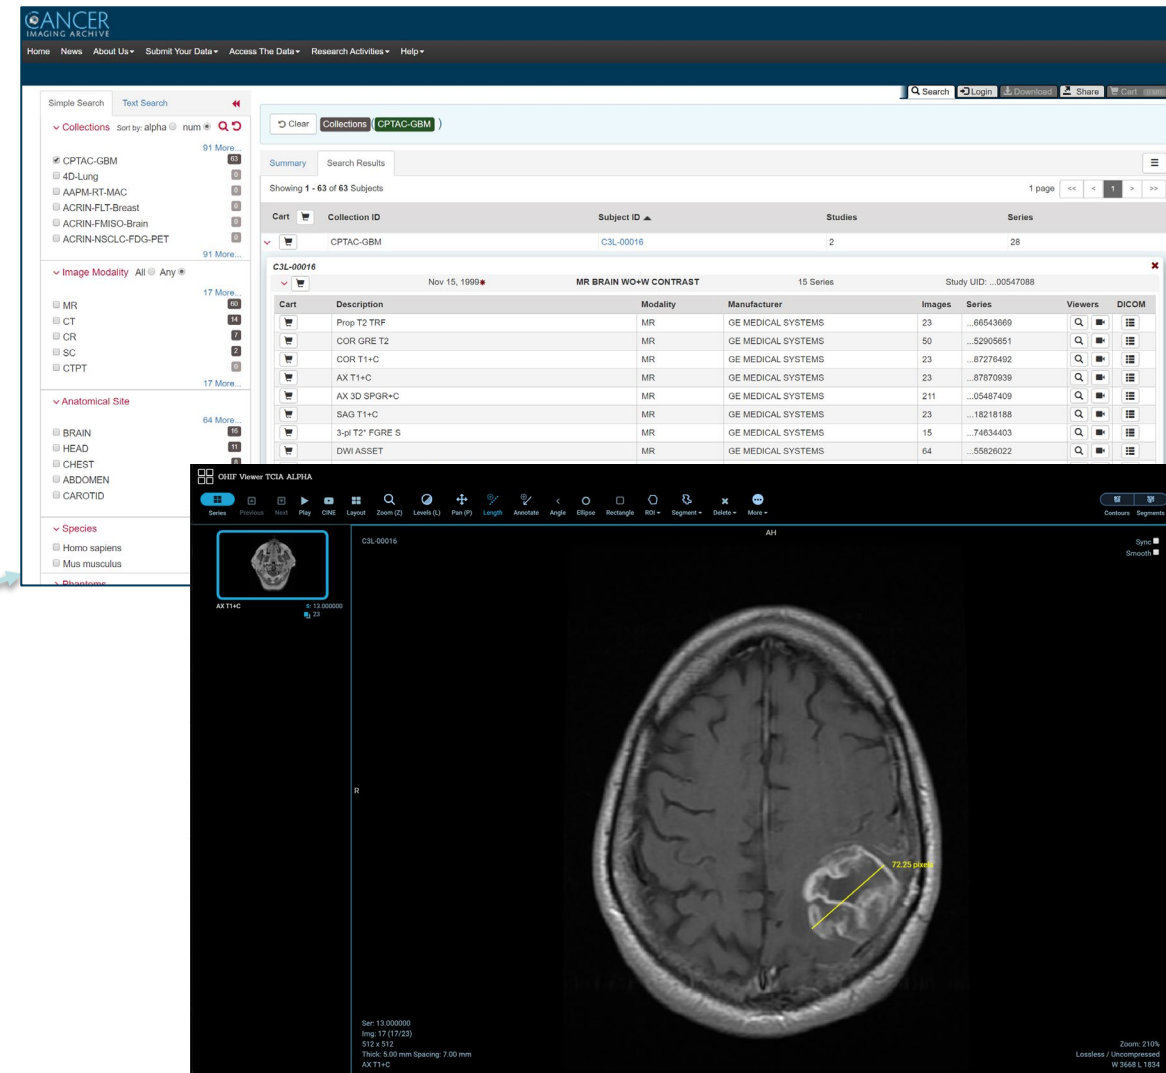 CANCER
IMAGING ARCHIVE
Home News About Us Submit Your Data Access The Data Research Activities Help
Search Login Download Share Cart
Simple Search Text Search
Collections Sort by: alpha num
91 More...
CPTAC-GBM 63
4D-Lung 0
AAPM-RT-MAC 0
ACRIN-FLT-Breast 0
ACRIN-FMISO-Brain 0
ACRIN-NSCLC-FDG-PET 0
91 More...
Image Modality All Any
17 More...
MR 60
CT 14
CR 7
SC 2
CTPT 0
17 More...
Anatomical Site
64 More...
BRAIN 16
HEAD 11
CHEST
ABDOMEN
CAROTID
Species
Homo sapiens
Mus musculus
Phantoms
Clear Collections ( CPTAC-GBM )
Summary Search Results
Showing 1 - 63 of 63 Subjects 1 page << < 1 > >>
Cart Collection ID Subject ID Studies Series
CPTAC-GBM C3L-00016 2 28
C3L-00016
Nov 15, 1999 MR BRAIN WO+W CONTRAST 15 Series Study UID: ...00547088
Cart Description Modality Manufacturer Images Series Viewers DICOM
Prop T2 TRF MR GE MEDICAL SYSTEMS 23 ...66543669
COR GRE T2 MR GE MEDICAL SYSTEMS 50 ...52905651
COR T1+C MR GE MEDICAL SYSTEMS 23 ...87276492
AX T1+C MR GE MEDICAL SYSTEMS 23 ...87870939
AX 3D SPGR+C MR GE MEDICAL SYSTEMS 211 ...05487409
SAG T1+C MR GE MEDICAL SYSTEMS 23 ...18218188
3-pl T2* FGRE S MR GE MEDICAL SYSTEMS 15 ...74634403
DWI ASSET MR GE MEDICAL SYSTEMS 64 ...55826022
OHIF Viewer TCIA ALPHA
Series Previous Next Play CINE Layout Zoom (Z) Levels (L) Pan (P) Length Annotate Angle Ellipse Rectangle ROI Segment Delete More Contours Segments
AX T1+C S: 13.000000
23
C3L-00016
AH
Sync
Smooth
R
72.25 pixels
Ser: 13.000000
Img: 17 (17/23)
512 x 512
Thick: 5.00 mm Spacing: 7.00 mm
AX T1+C
Zoom: 210%
Lossless / Uncompressed
W 3668 L 1834